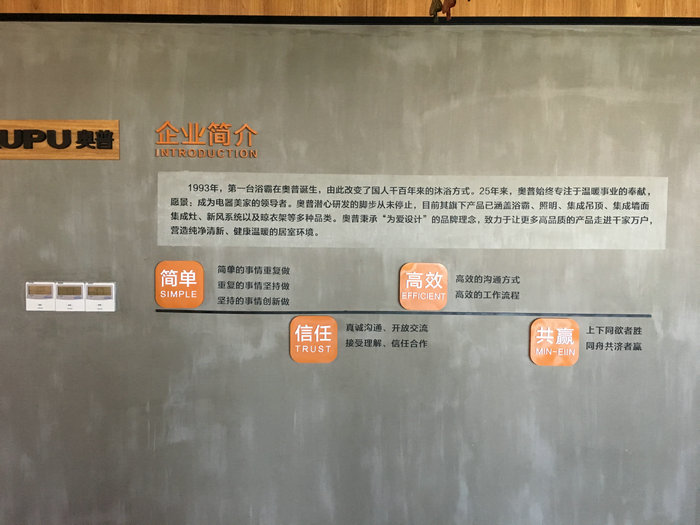 UPU 奥普
企业简介
INTRODUCTION
1993年，第一台浴霸在奥普诞生，由此改变了国人千百年来的沐浴方式。25年来，奥普始终专注于温暖事业的奉献，
愿景：成为电器美家的领导者。奥普潜心研发的脚步从未停止，目前其旗下产品已涵盖浴霸、照明、集成吊顶、集成墙面
集成灶、新风系统以及晾衣架等多种品类。奥普秉承“为爱设计”的品牌理念，致力于让更多高品质的产品走进千家万户，
营造纯净清新、健康温暖的居室环境。
简单
SIMPLE
简单的事情重复做
重复的事情坚持做
坚持的事情创新做
高效
EFFICIENT
高效的沟通方式
高效的工作流程
信任
TRUST
真诚沟通、开放交流
接受理解、信任合作
共赢
MIN-EIIN
上下同欲者胜
同舟共济者赢